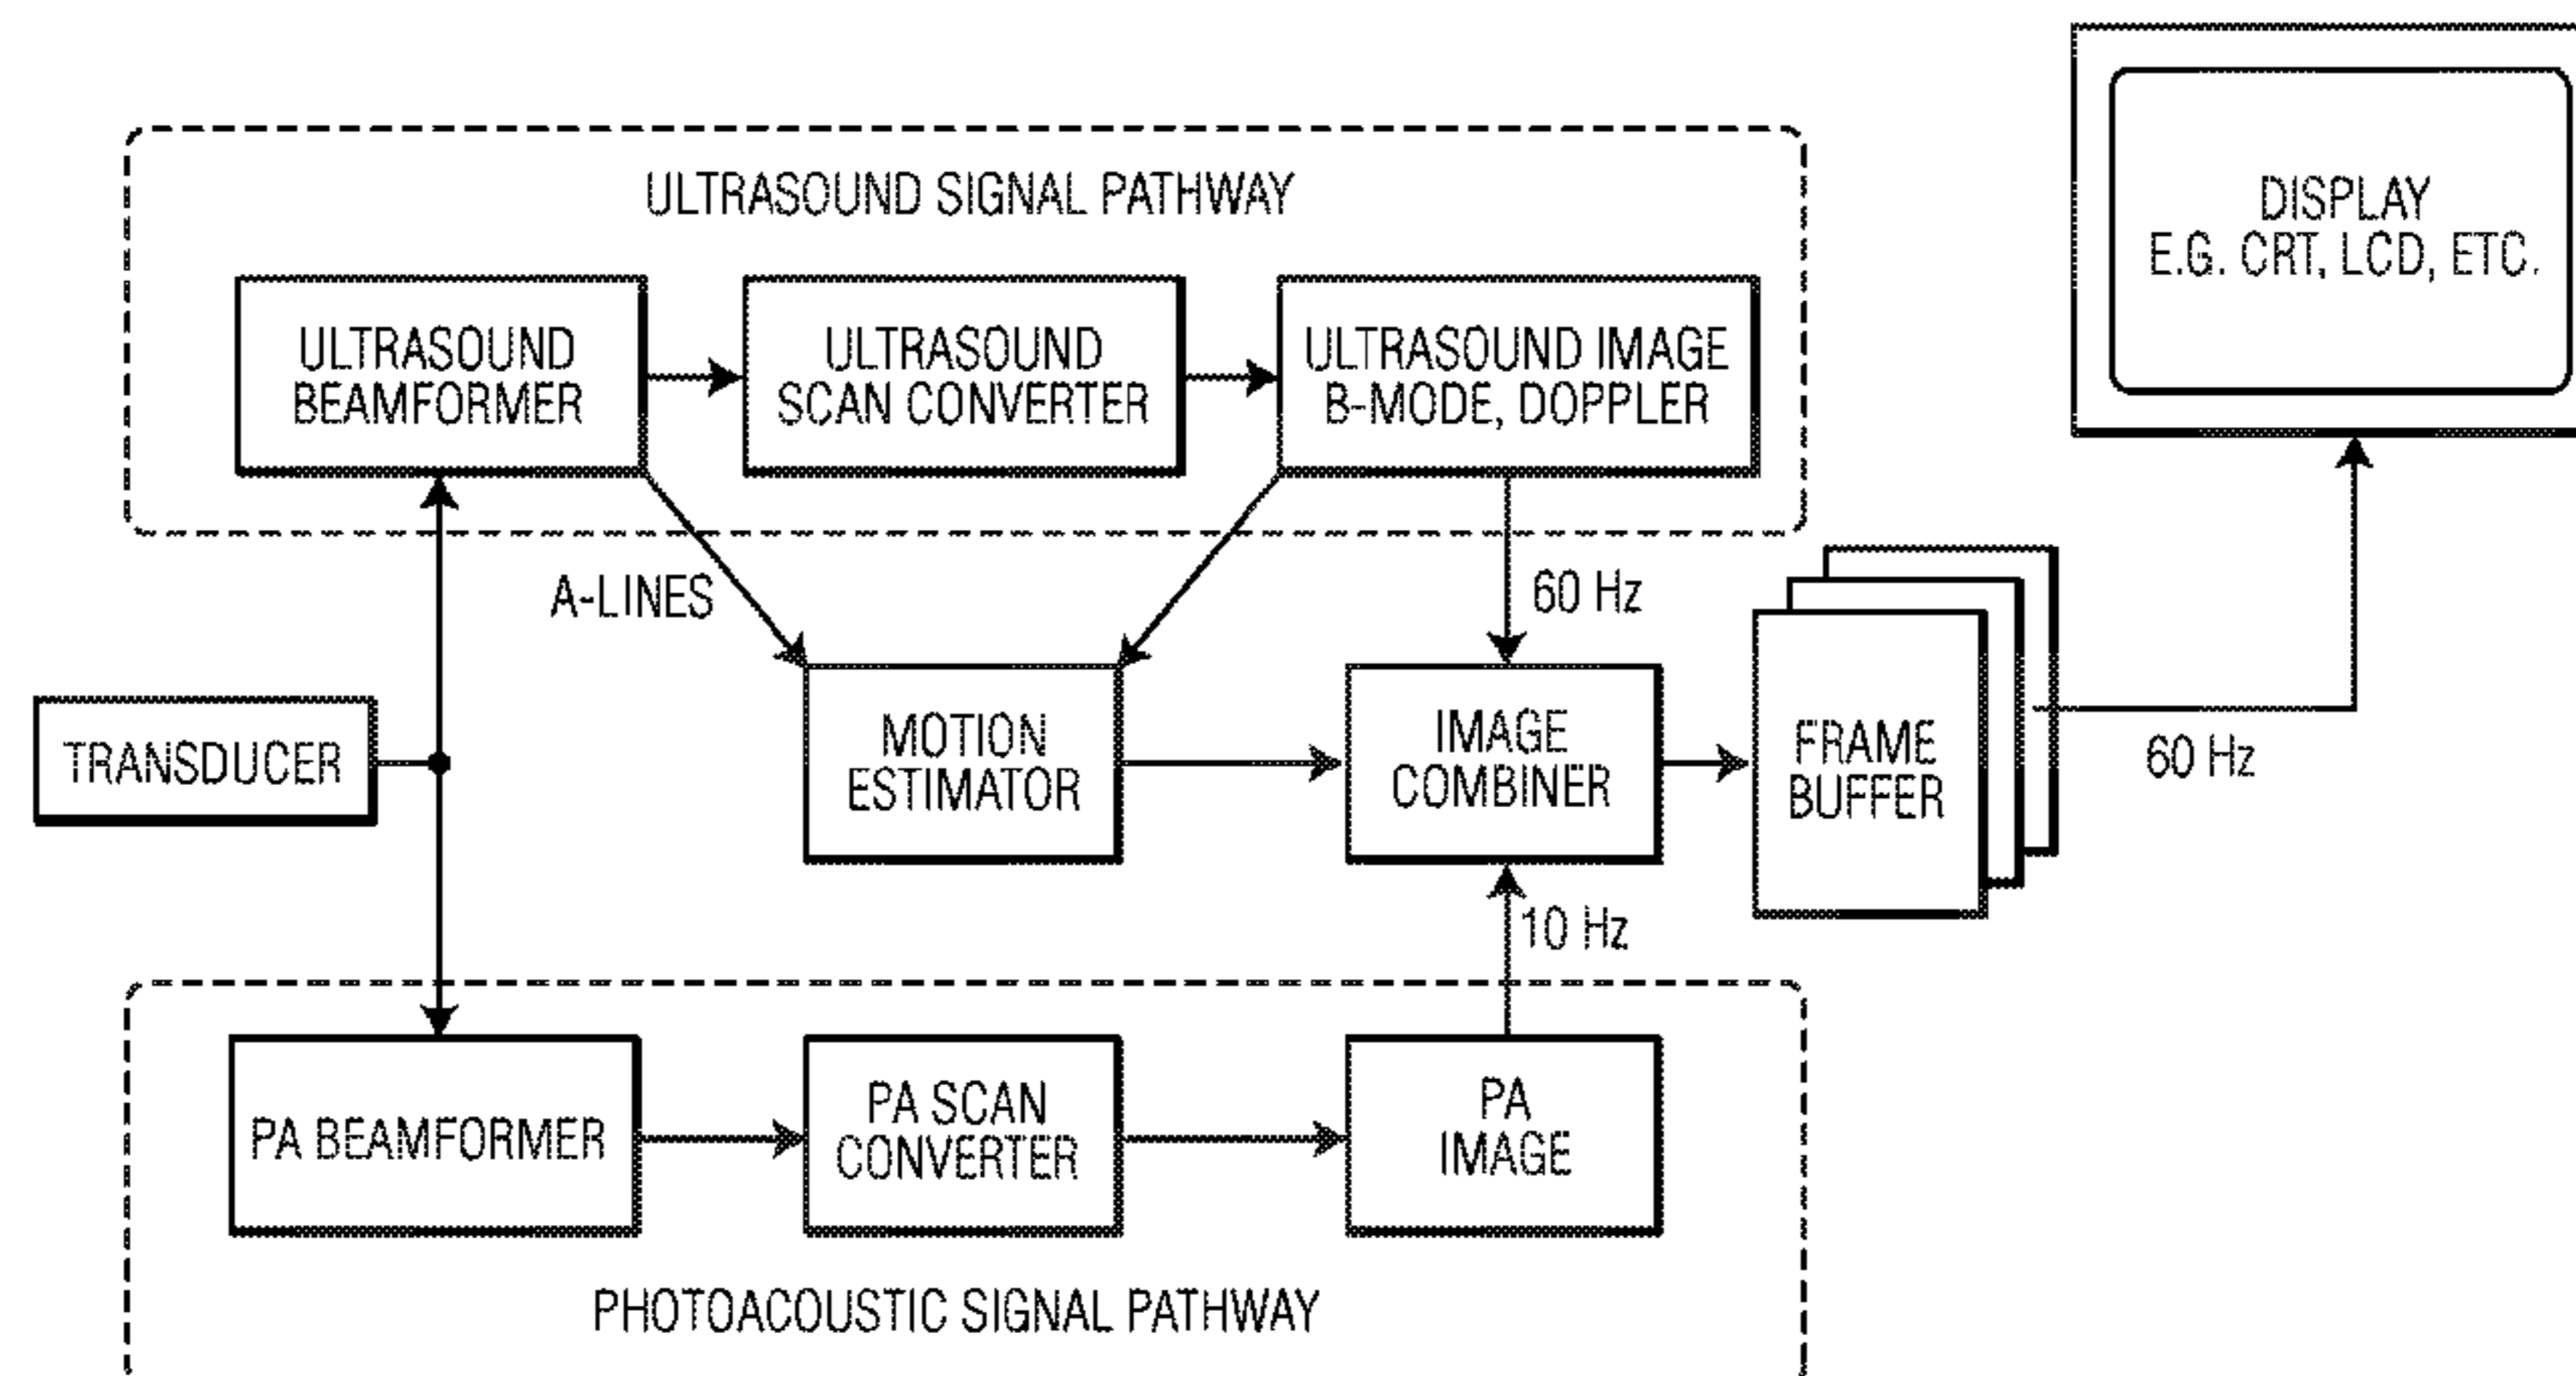 DISPLAY
E.G. CRT, LCD, ETC.
ULTRASOUND SIGNAL PATHWAY
ULTRASOUND
BEAMFORMER
ULTRASOUND
SCAN CONVERTER
ULTRASOUND IMAGE
B-MODE, DOPPLER
A-LINES
60 Hz
TRANSDUCER
MOTION
ESTIMATOR
IMAGE
COMBINER
FRAME
BUFFER
60 Hz
10 Hz
PA BEAMFORMER
PA SCAN
CONVERTER
PA
IMAGE
PHOTOACOUSTIC SIGNAL PATHWAY